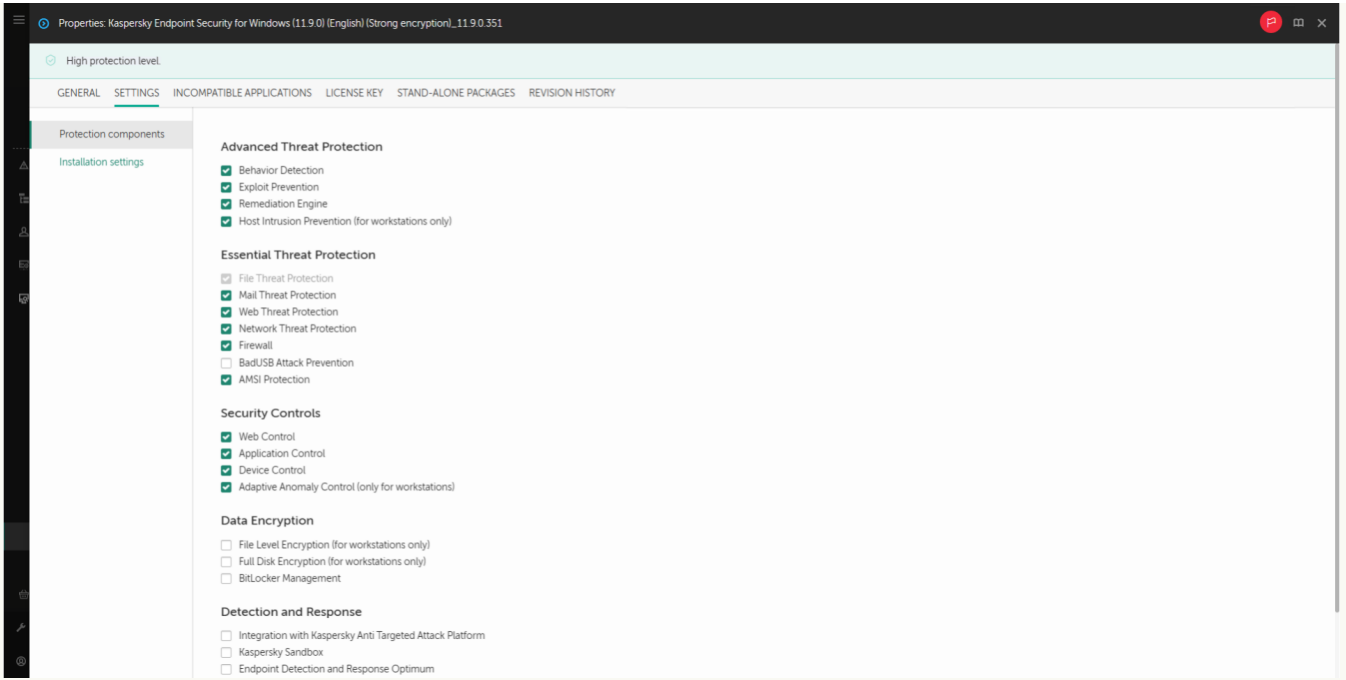 Properties: Kaspersky Endpoint Security for Windows (11.9.0) (English) (Strong encryption)_11.9.0.351
High protection level.
GENERAL SETTINGS INCOMPATIBLE APPLICATIONS LICENSE KEY STAND-ALONE PACKAGES REVISION HISTORY
Protection components
Installation settings
Advanced Threat Protection
Behavior Detection
Exploit Prevention
Remediation Engine
Host Intrusion Prevention (for workstations only)
Essential Threat Protection
File Threat Protection
Mail Threat Protection
Web Threat Protection
Network Threat Protection
Firewall
BadUSB Attack Prevention
AMSI Protection
Security Controls
Web Control
Application Control
Device Control
Adaptive Anomaly Control (only for workstations)
Data Encryption
File Level Encryption (for workstations only)
Full Disk Encryption (for workstations only)
BitLocker Management
Detection and Response
Integration with Kaspersky Anti Targeted Attack Platform
Kaspersky Sandbox
Endpoint Detection and Response Optimum